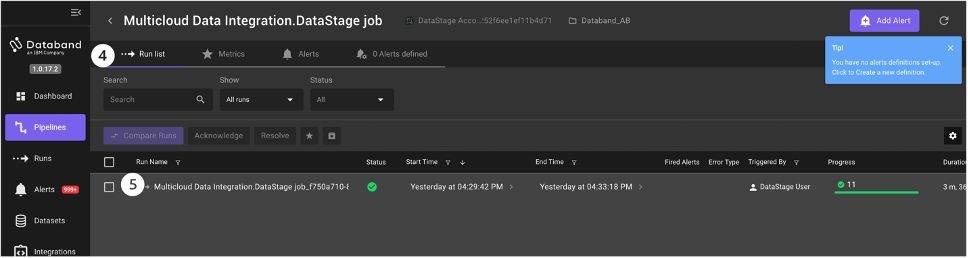 Databand
an IBM Company
1.0.17.2
Dashboard
Pipelines
Runs
Alerts 999+
Datasets
Integrations
Multicloud Data Integration.DataStage job
DataStage Acco...:52f6ee1ef11b4d71
Databand_AB
Add Alert
4 Run list
Metrics
Alerts
0 Alerts defined
Tip!
You have no alerts definitions set-up.
Click to Create a new definition.
Search Show Status
Search All runs All
Compare Runs Acknowledge Resolve
Run Name Status Start Time End Time Fired Alerts Error Type Triggered By Progress Duratio
5 Multicloud Data Integration.DataStage job_f750a710-8 Yesterday at 04:29:42 PM Yesterday at 04:33:18 PM DataStage User 11 3 m, 36